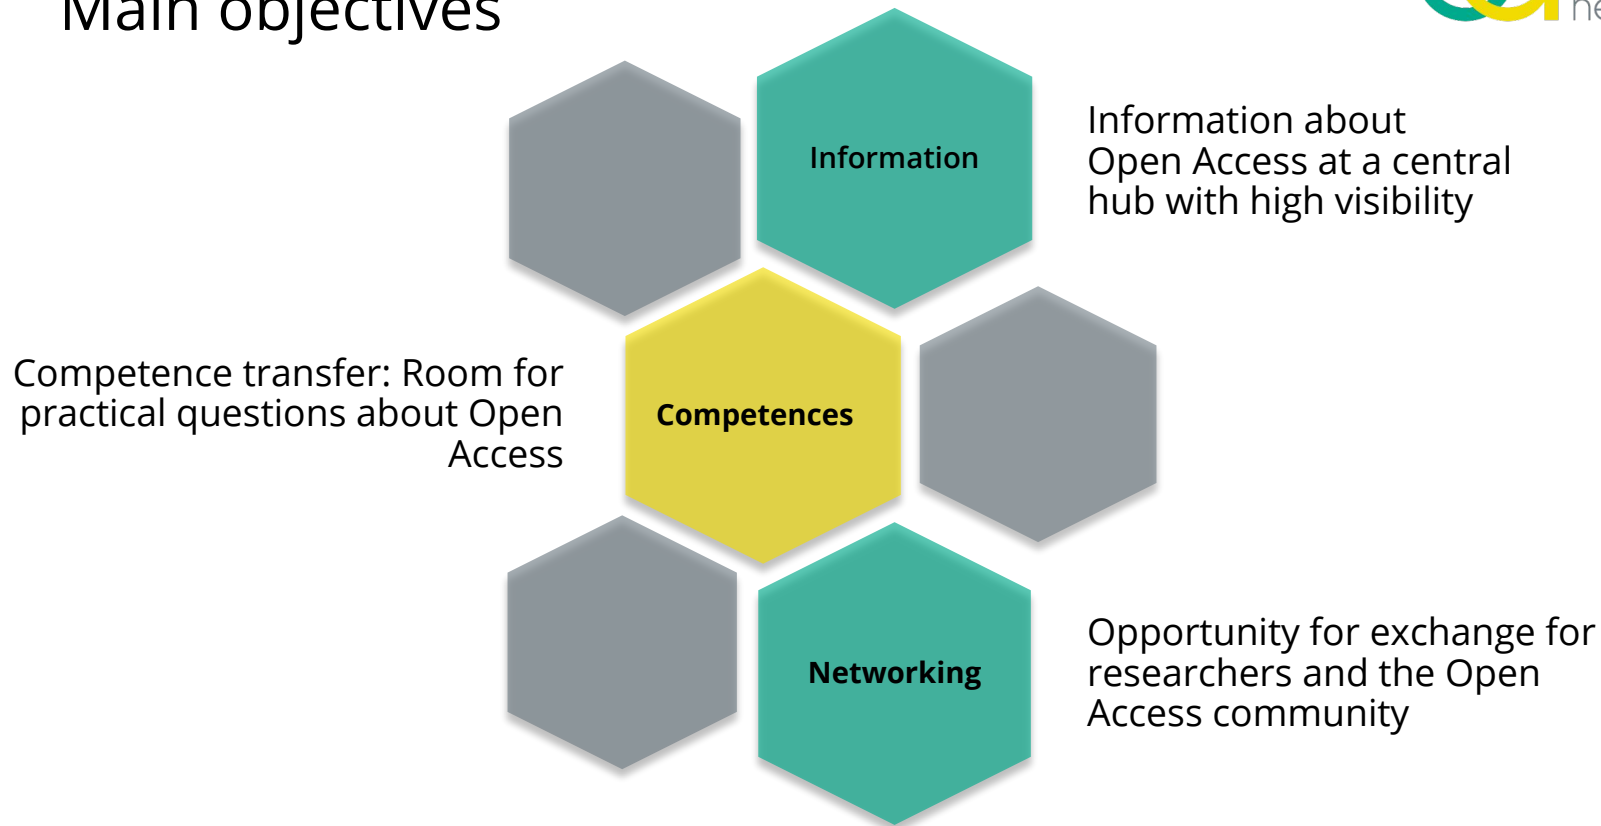 Main objectives
Information
Information about
Open Access at a central
hub with high visibility
Competence transfer: Room for
practical questions about Open
Access
Competences
Networking
Opportunity for exchange for
researchers and the Open
Access community